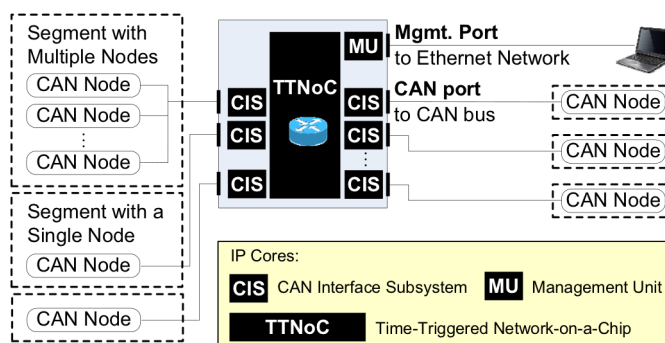 Segment with
Multiple Nodes
CAN Node
CAN Node
⋮
CAN Node
Segment with a
Single Node
CAN Node
CAN Node
TTNoC
MU
CIS
CIS
CIS
CIS
CIS
⋮
CIS
Mgmt. Port
to Ethernet Network
CAN port
to CAN bus
CAN Node
CAN Node
CAN Node
IP Cores:
CIS CAN Interface Subsystem MU Management Unit
TTNoC Time-Triggered Network-on-a-Chip